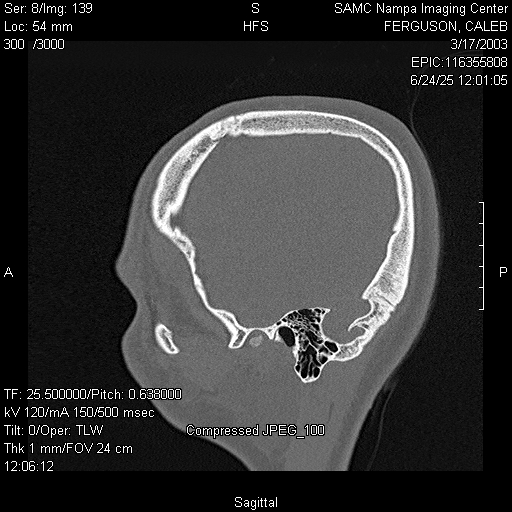 Ser: 8/Img: 139
S
SAMC Nampa Imaging Center
Loc: 54 mm
HFS
FERGUSON, CALEB
300 /3000
3/17/2003
EPIC:116355808
6/24/25 12:01:05
A
P
TF: 25.500000/Pitch: 0.638000
kV 120/mA 150/500 msec
Tilt: 0/Oper: TLW
Compressed JPEG_100
Thk 1 mm/FOV 24 cm
12:06:12
Sagittal